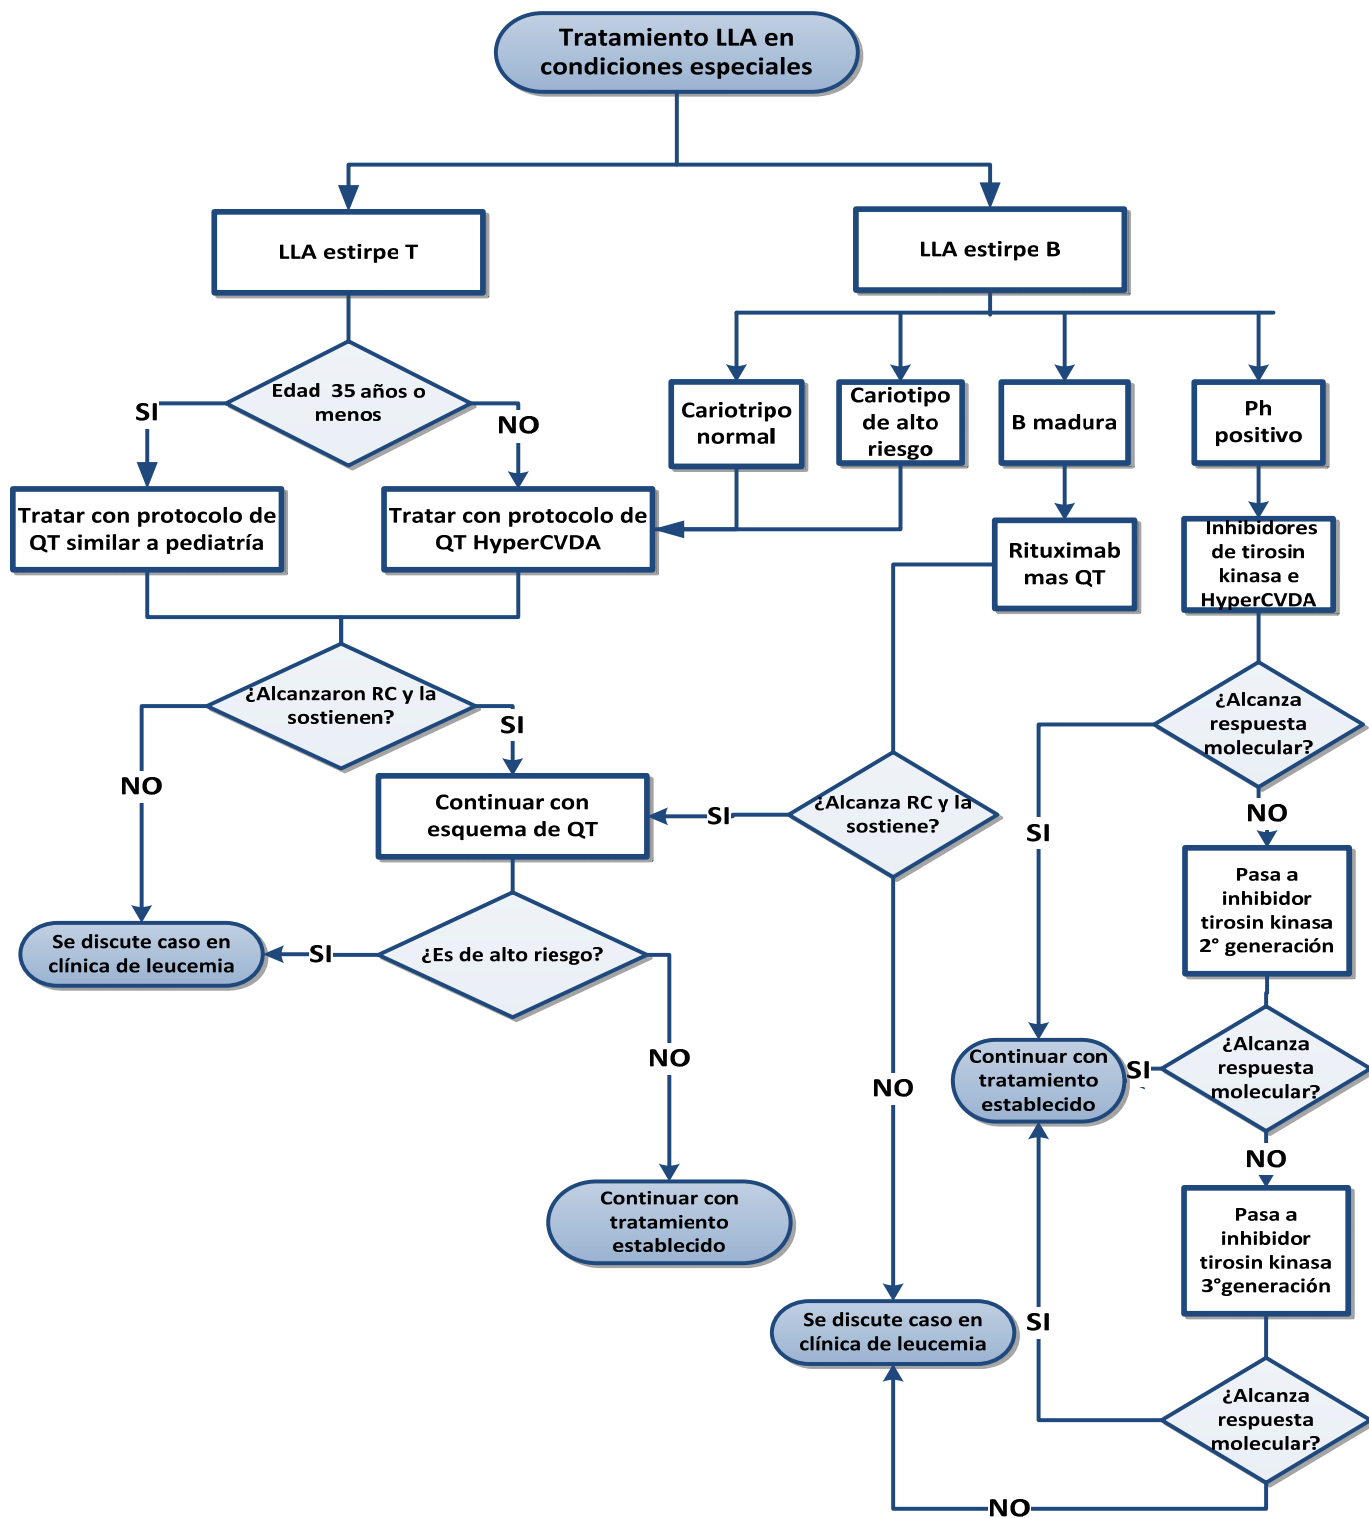 Tratamiento LLA en
condiciones especiales
LLA estirpe T
LLA estirpe B
Edad 35 años o
menos
SI
NO
Cariotripo
normal
Cariotipo
de alto
riesgo
B madura
Ph
positivo
Tratar con protocolo de
QT similar a pediatría
Tratar con protocolo de
QT HyperCVDA
Rituximab
mas QT
Inhibidores
de tirosin
kinasa e
HyperCVDA
¿Alcanzaron RC y la
sostienen?
SI
NO
¿Alcanza
respuesta
molecular?
Continuar con
esquema de QT
SI
¿Alcanza RC y la
sostiene?
SI
NO
Pasa a
inhibidor
tirosin kinasa
2° generación
Se discute caso en
clínica de leucemia
SI
¿Es de alto riesgo?
NO
NO
Continuar con
tratamiento
establecido
SI
¿Alcanza
respuesta
molecular?
NO
Continuar con
tratamiento
establecido
Pasa a
inhibidor
tirosin kinasa
3°generación
Se discute caso en
clínica de leucemia
SI
¿Alcanza
respuesta
molecular?
NO